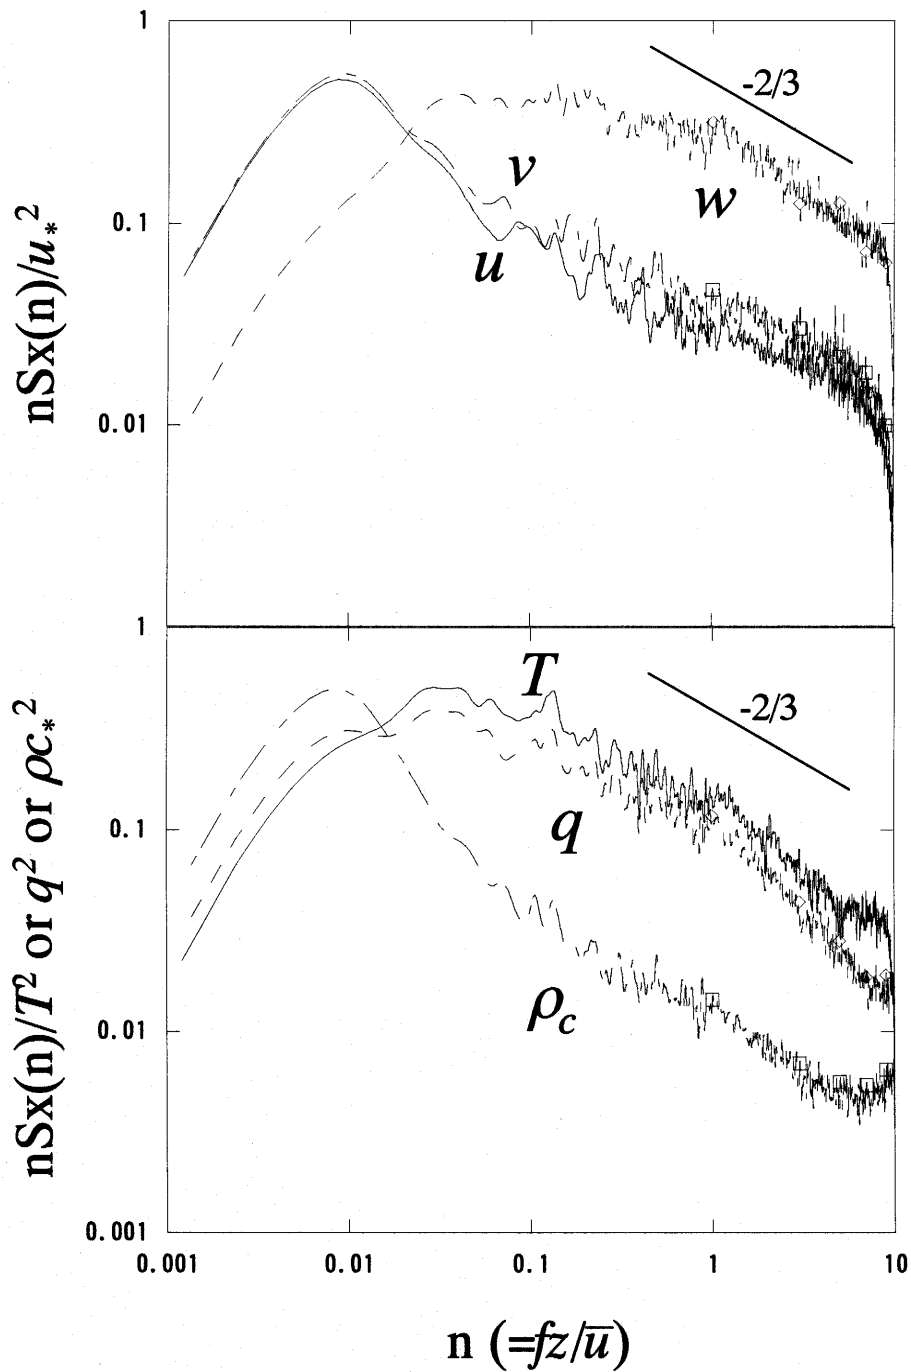 1
-2/3
v
w
0.1
u
nSx(n)/u*²
0.01
1
T
-2/3
0.1
q
nSx(n)/T² or q² or ρc*²
0.01
ρc
0.001
0.001 0.01 0.1 1 10
n (=fz/u̅)